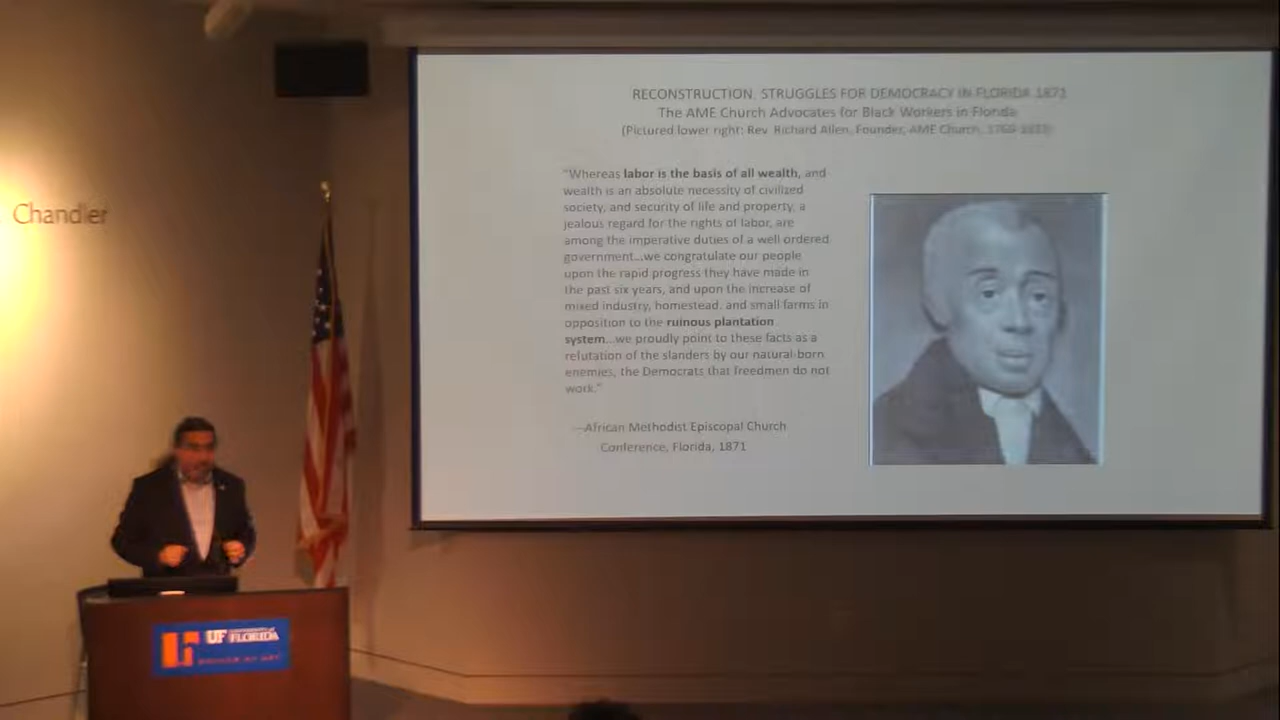 Chandler
RECONSTRUCTION, STRUGGLES FOR DEMOCRACY IN FLORIDA 1871
The AME Church Advocates for Black Workers in Florida
(Pictured lower right: Rev. Richard Allen, Founder, AME Church,
"Whereas labor is the basis of all wealth, and
wealth is an absolute necessity of civilized
society, and security of life and property, a
jealous regard for the rights of labor, are
among the imperative duties of a well ordered
government...we congratulate our people
upon the rapid progress they have made in
the past six years, and upon the increase of
mixed industry, homestead, and small farms in
opposition to the ruinous plantation
system...we proudly point to these facts as a
refutation of the slanders by our natural-born
enemies, the Democrats that freedmen do not
work."
—African Methodist Episcopal Church
Conference, Florida, 1871
UF UNIVERSITY of
FLORIDA